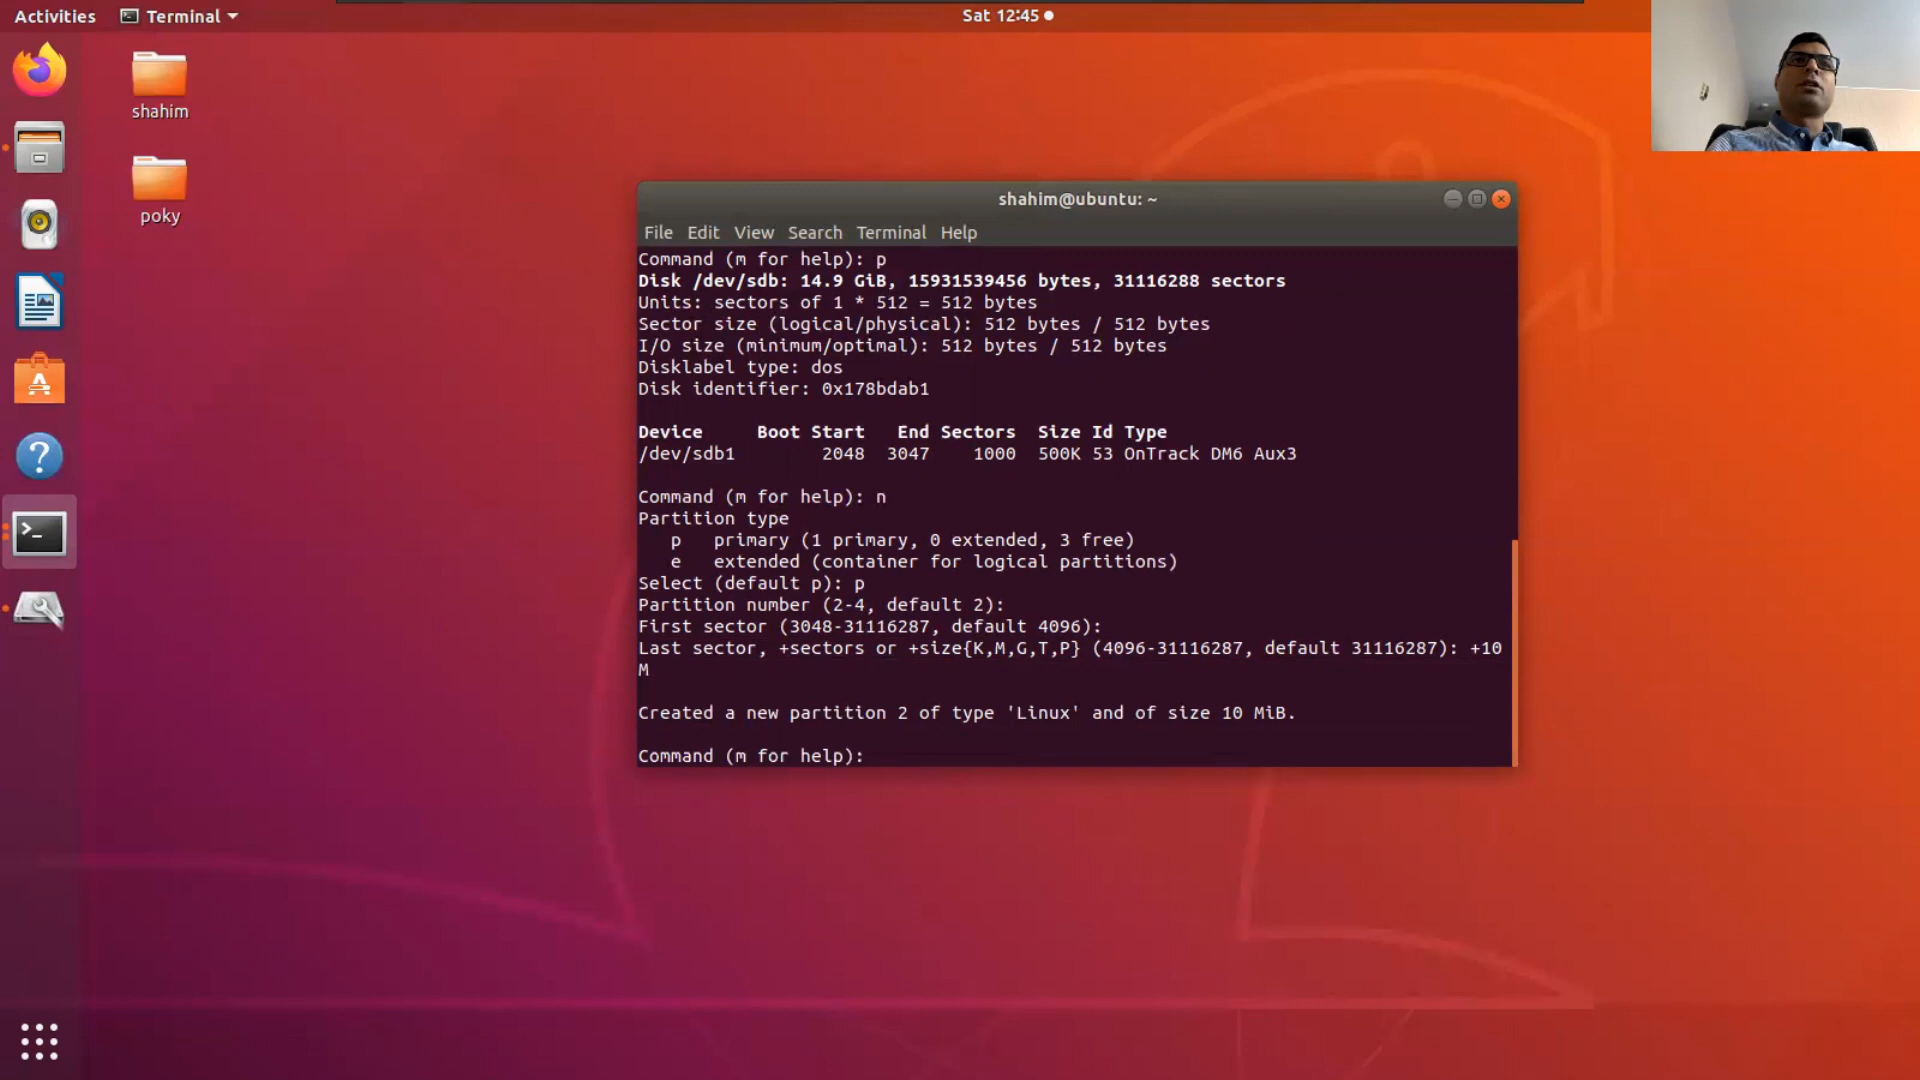 Activities
Terminal
Sat 12:45
shahim
poky
shahim@ubuntu: ~
File Edit View Search Terminal Help
Command (m for help): p
Disk /dev/sdb: 14.9 GiB, 15931539456 bytes, 31116288 sectors
Units: sectors of 1 * 512 = 512 bytes
Sector size (logical/physical): 512 bytes / 512 bytes
I/O size (minimum/optimal): 512 bytes / 512 bytes
Disklabel type: dos
Disk identifier: 0x178bdab1
Device Boot Start End Sectors Size Id Type
/dev/sdb1 2048 3047 1000 500K 53 OnTrack DM6 Aux3
Command (m for help): n
Partition type
p primary (1 primary, 0 extended, 3 free)
e extended (container for logical partitions)
Select (default p): p
Partition number (2-4, default 2):
First sector (3048-31116287, default 4096):
Last sector, +sectors or +size{K,M,G,T,P} (4096-31116287, default 31116287): +10
M
Created a new partition 2 of type 'Linux' and of size 10 MiB.
Command (m for help):